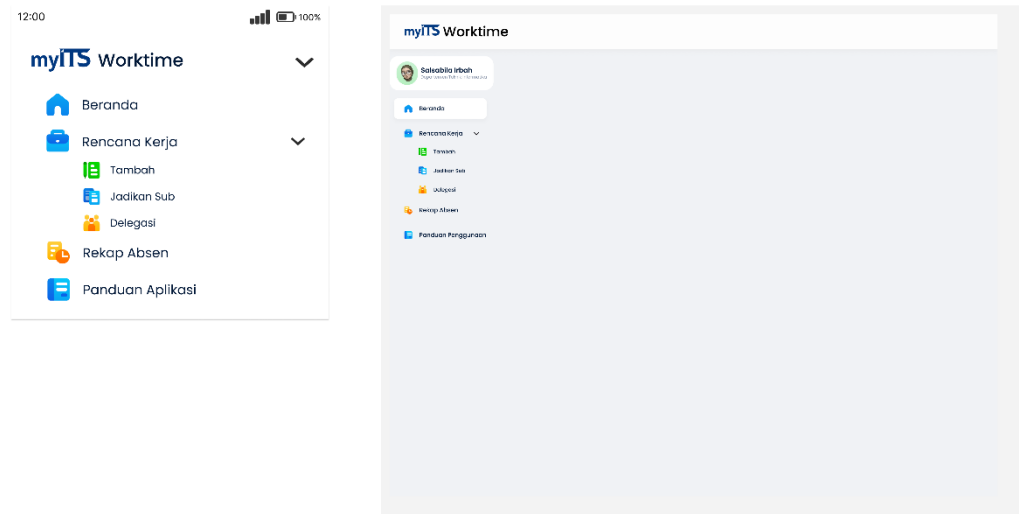 12:00
100%
myITS Worktime
Beranda
Rencana Kerja
Tambah
Jadikan Sub
Delegasi
Rekap Absen
Panduan Aplikasi
myITS Worktime
Salsabila Irbah
Beranda
Rencana Kerja
Tambah
Jadikan Sub
Delegasi
Rekap Absen
Panduan Penggunaan